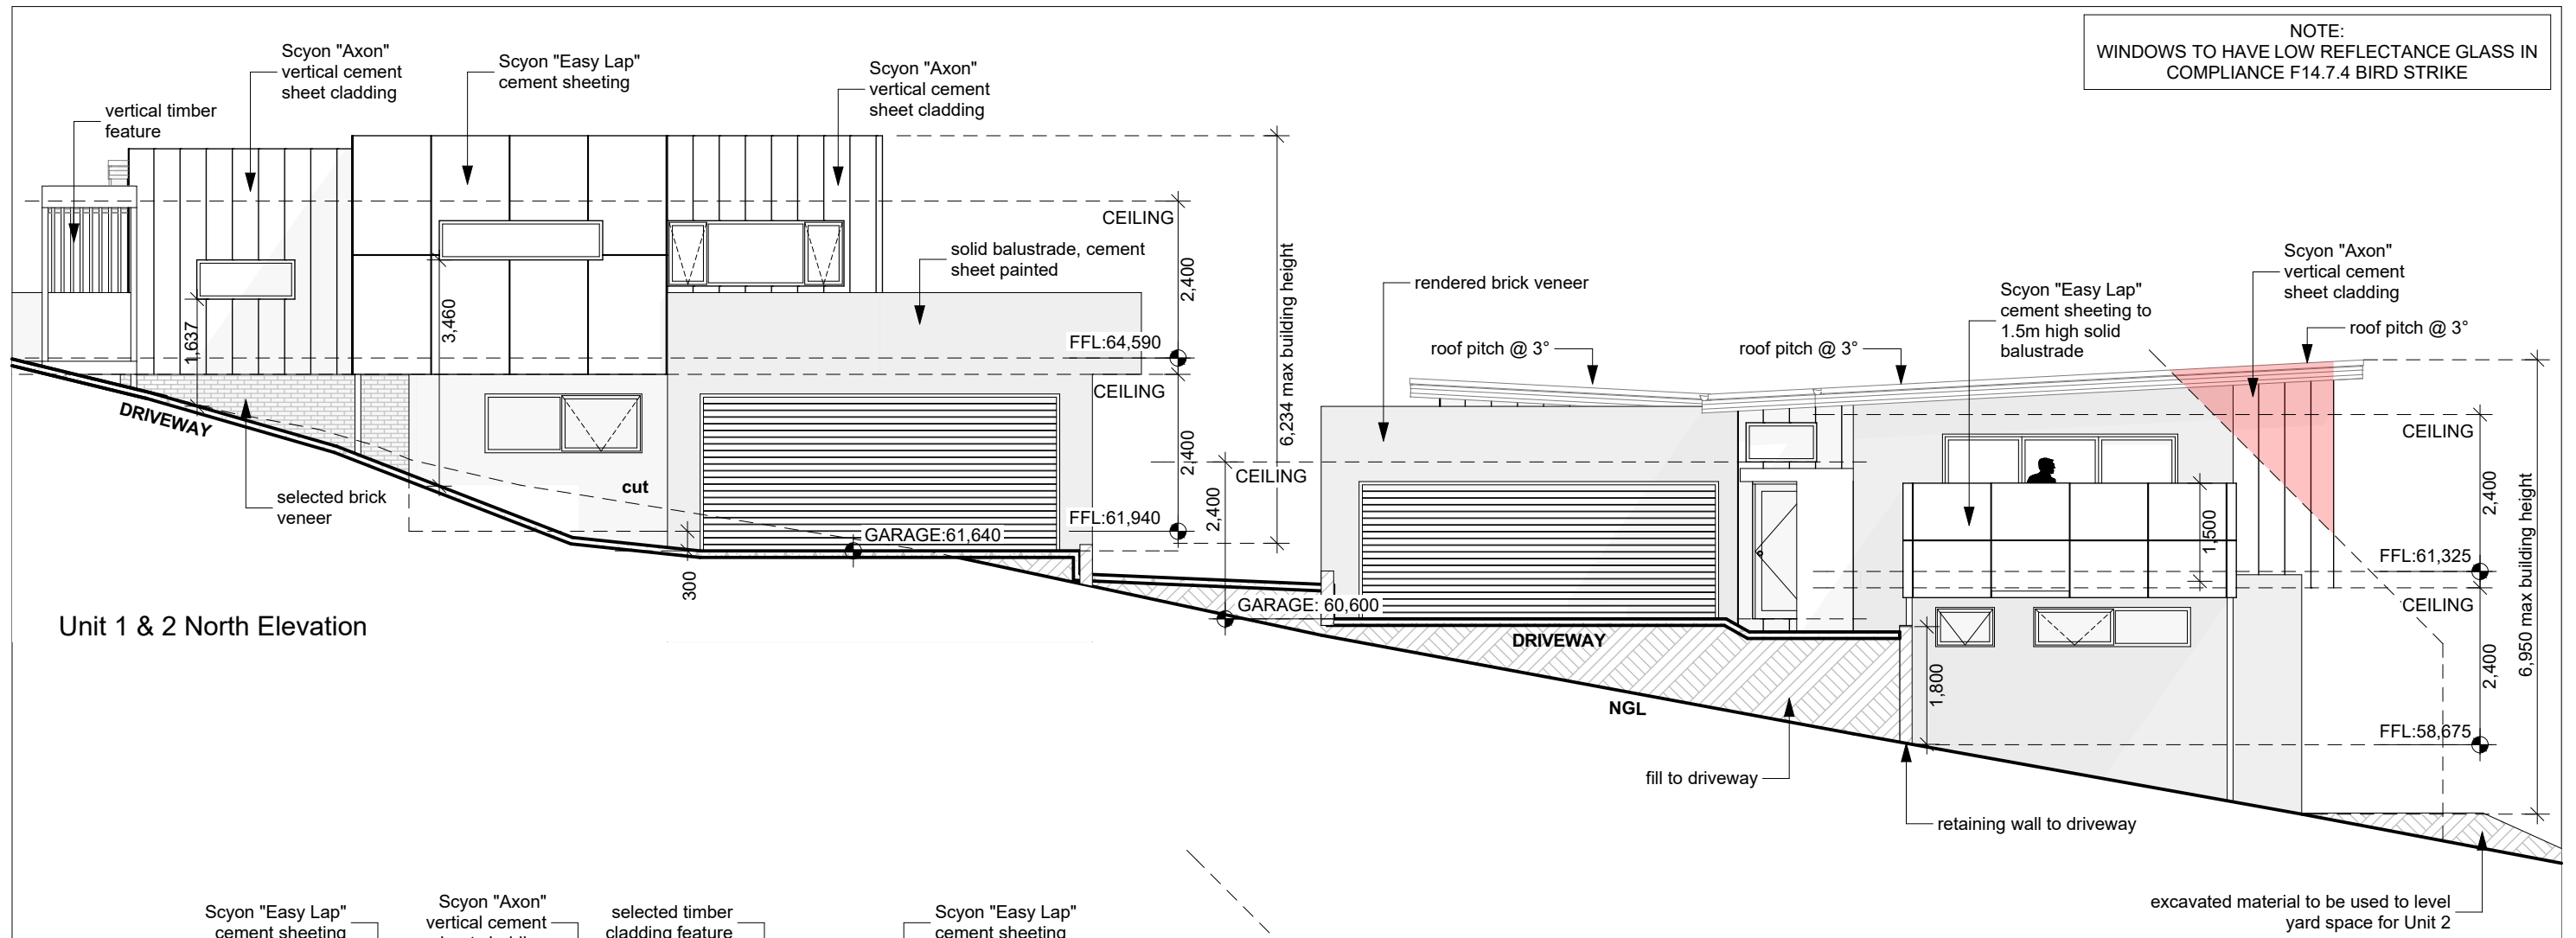 NOTE:
WINDOWS TO HAVE LOW REFLECTANCE GLASS IN
COMPLIANCE F14.7.4 BIRD STRIKE
Scyon "Axon"
vertical cement
sheet cladding
Scyon "Easy Lap"
cement sheeting
Scyon "Axon"
vertical cement
sheet cladding
vertical timber
feature
CEILING
solid balustrade, cement
sheet painted
2,400
6,234 max building height
rendered brick veneer
Scyon "Axon"
vertical cement
sheet cladding
Scyon "Easy Lap"
cement sheeting to
1.5m high solid
balustrade
roof pitch @ 3°
roof pitch @ 3°
roof pitch @ 3°
1,637
3,460
FFL:64,590
CEILING
DRIVEWAY
2,400
CEILING
CEILING
selected brick
veneer
cut
FFL:61,940
2,400
GARAGE:61,640
300
2,400
1,500
6,950 max building height
FFL:61,325
CEILING
GARAGE: 60,600
Unit 1 & 2 North Elevation
DRIVEWAY
1,800
2,400
NGL
FFL:58,675
fill to driveway
retaining wall to driveway
excavated material to be used to level
yard space for Unit 2
Scyon "Easy Lap"
cement sheeting
Scyon "Axon"
vertical cement
selected timber
cladding feature
Scyon "Easy Lap"
cement sheeting